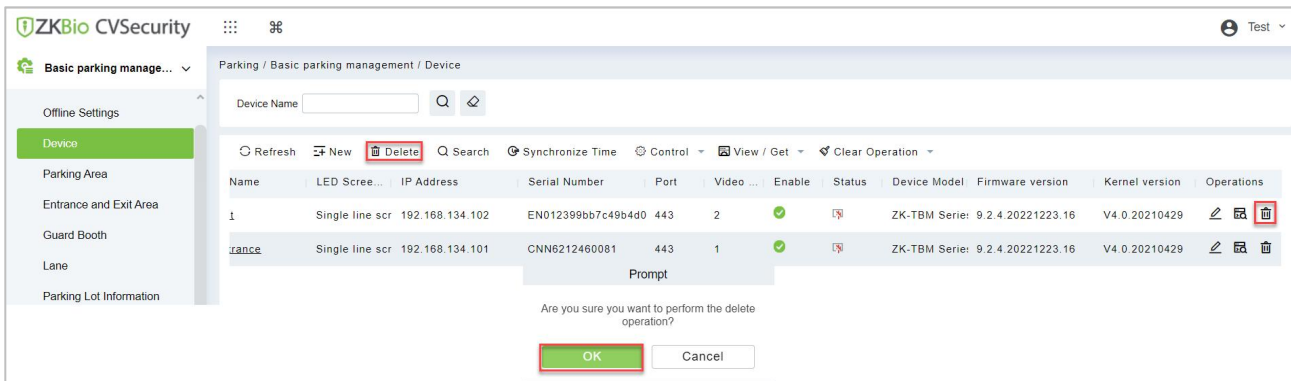 ZKBio CVSecurity
Test
Basic parking manage...
Parking / Basic parking management / Device
Offline Settings
Device
Parking Area
Entrance and Exit Area
Guard Booth
Lane
Parking Lot Information
Device Name
Refresh New Delete Search Synchronize Time Control View / Get Clear Operation
Name LED Scree... IP Address Serial Number Port Video ... Enable Status Device Model Firmware version Kernel version Operations
t Single line scr 192.168.134.102 EN012399bb7c49b4d0 443 2 ZK-TBM Series 9.2.4.20221223.16 V4.0.20210429
trance Single line scr 192.168.134.101 CNN6212460081 443 1 ZK-TBM Series 9.2.4.20221223.16 V4.0.20210429
Prompt
Are you sure you want to perform the delete
operation?
OK Cancel